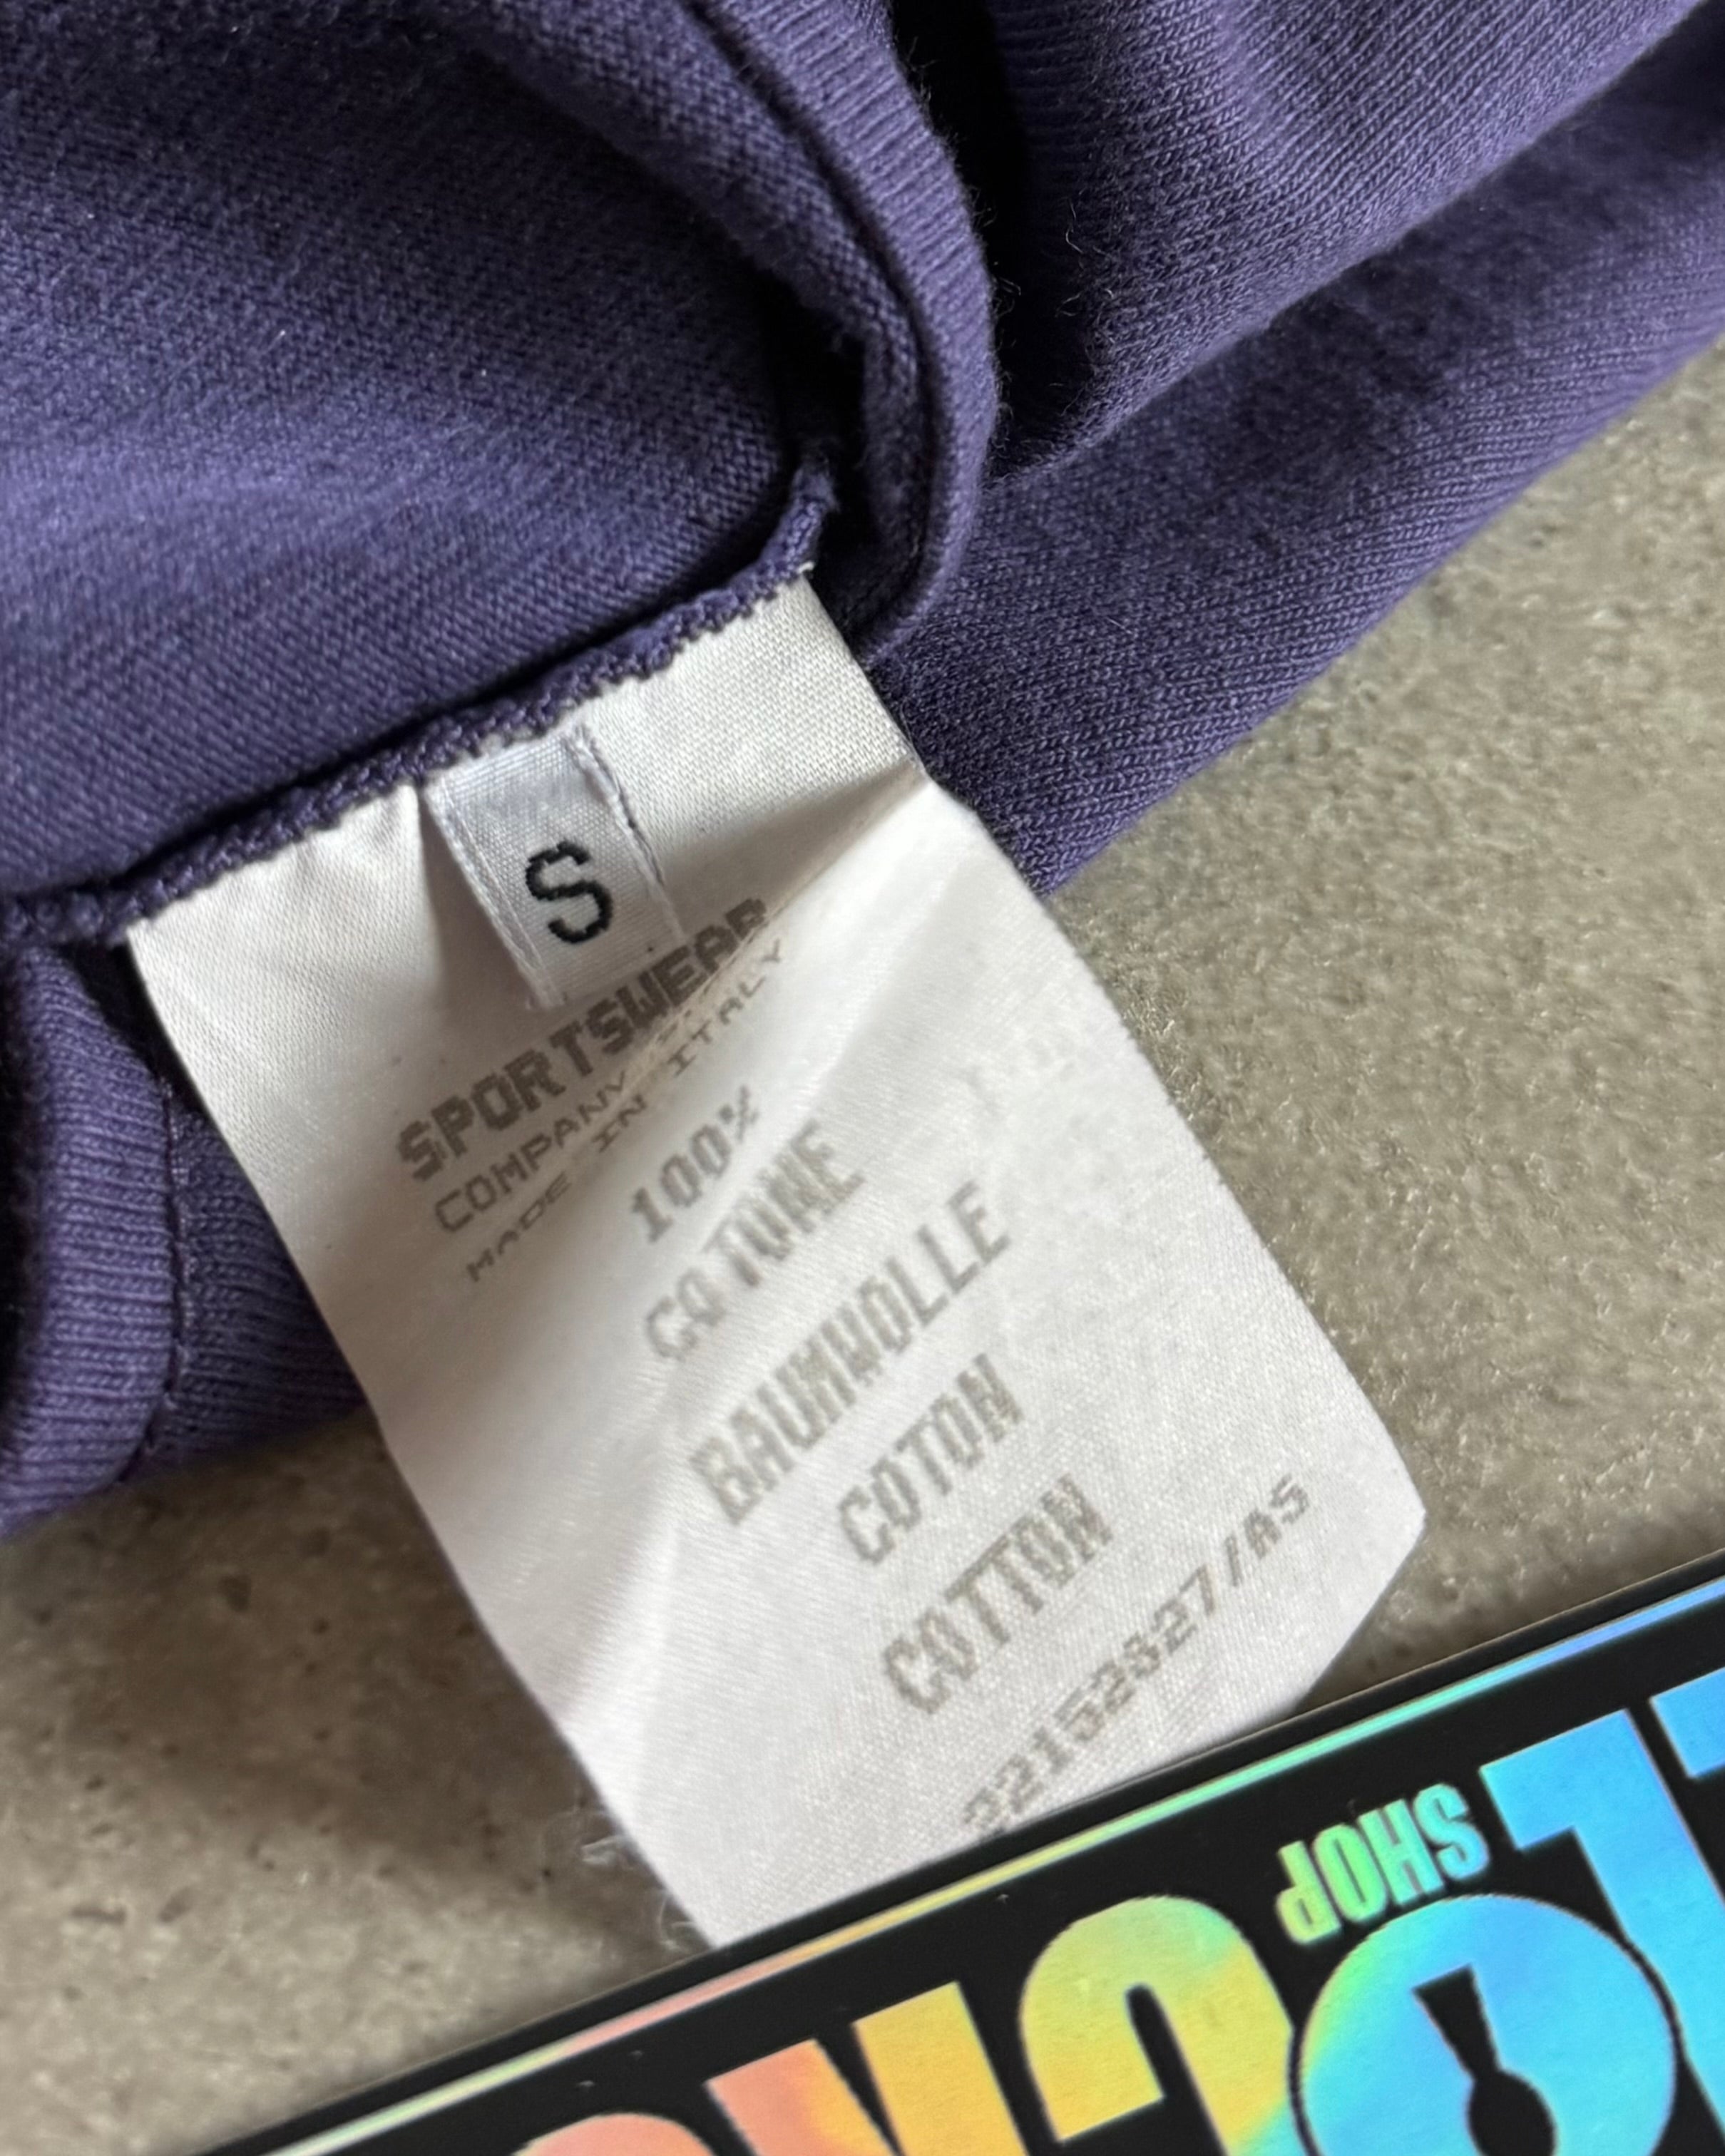 S
SPORTSWEAR
COMPANY S.P.A.
MADE IN ITALY
100%
COTONE
BAUMWOLLE
COTON
COTTON
SHOP